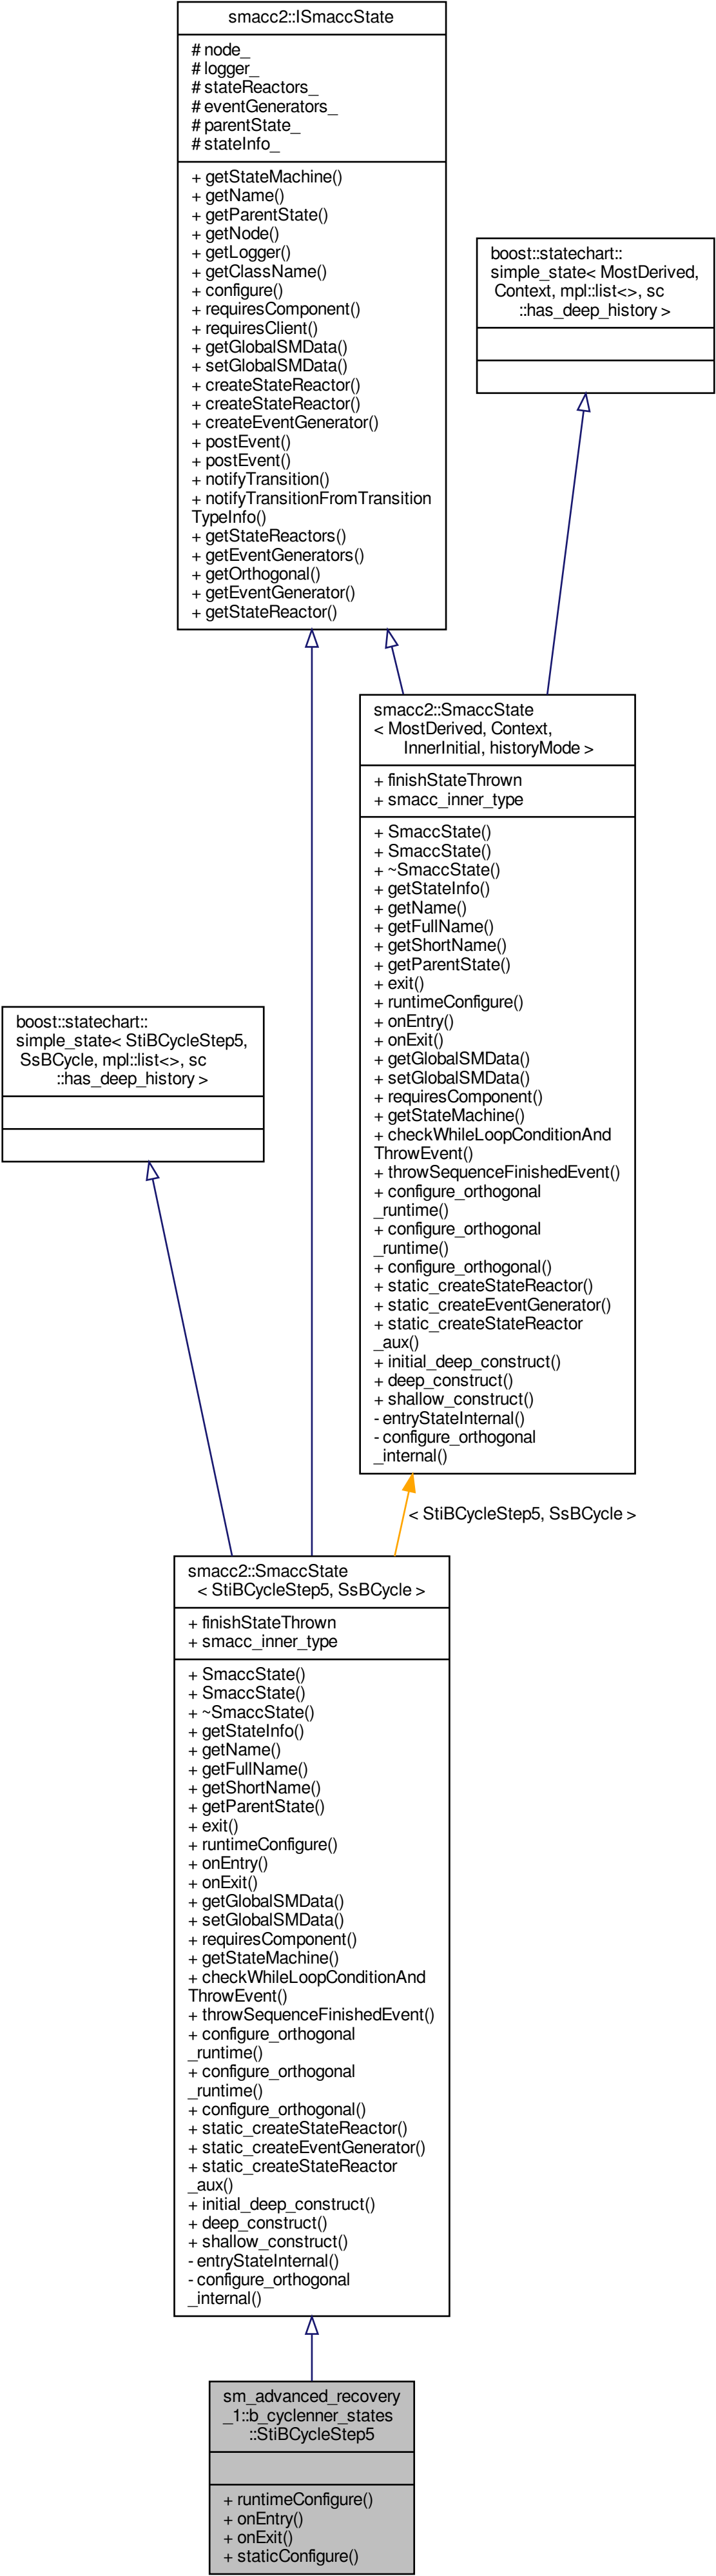 smacc2::ISmaccState
# node_
# logger_
# stateReactors_
# eventGenerators_
# parentState_
# stateInfo_
+ getStateMachine()
+ getName()
+ getParentState()
+ getNode()
+ getLogger()
+ getClassName()
+ configure()
+ requiresComponent()
+ requiresClient()
+ getGlobalSMData()
+ setGlobalSMData()
+ createStateReactor()
+ createStateReactor()
+ createEventGenerator()
+ postEvent()
+ postEvent()
+ notifyTransition()
+ notifyTransitionFromTransition
TypeInfo()
+ getStateReactors()
+ getEventGenerators()
+ getOrthogonal()
+ getEventGenerator()
+ getStateReactor()
boost::statechart::
simple_state< MostDerived,
Context, mpl::list<>, sc
::has_deep_history >
smacc2::SmaccState
< MostDerived, Context,
InnerInitial, historyMode >
+ finishStateThrown
+ smacc_inner_type
+ SmaccState()
+ SmaccState()
+ ~SmaccState()
+ getStateInfo()
+ getName()
+ getFullName()
+ getShortName()
+ getParentState()
+ exit()
+ runtimeConfigure()
+ onEntry()
+ onExit()
+ getGlobalSMData()
+ setGlobalSMData()
+ requiresComponent()
+ getStateMachine()
+ checkWhileLoopConditionAnd
ThrowEvent()
+ throwSequenceFinishedEvent()
+ configure_orthogonal
_runtime()
+ configure_orthogonal
_runtime()
+ configure_orthogonal()
+ static_createStateReactor()
+ static_createEventGenerator()
+ static_createStateReactor
_aux()
+ initial_deep_construct()
+ deep_construct()
+ shallow_construct()
- entryStateInternal()
- configure_orthogonal
_internal()
boost::statechart::
simple_state< StiBCycleStep5,
SsBCycle, mpl::list<>, sc
::has_deep_history >
< StiBCycleStep5, SsBCycle >
smacc2::SmaccState
< StiBCycleStep5, SsBCycle >
+ finishStateThrown
+ smacc_inner_type
+ SmaccState()
+ SmaccState()
+ ~SmaccState()
+ getStateInfo()
+ getName()
+ getFullName()
+ getShortName()
+ getParentState()
+ exit()
+ runtimeConfigure()
+ onEntry()
+ onExit()
+ getGlobalSMData()
+ setGlobalSMData()
+ requiresComponent()
+ getStateMachine()
+ checkWhileLoopConditionAnd
ThrowEvent()
+ throwSequenceFinishedEvent()
+ configure_orthogonal
_runtime()
+ configure_orthogonal
_runtime()
+ configure_orthogonal()
+ static_createStateReactor()
+ static_createEventGenerator()
+ static_createStateReactor
_aux()
+ initial_deep_construct()
+ deep_construct()
+ shallow_construct()
- entryStateInternal()
- configure_orthogonal
_internal()
sm_advanced_recovery
_1::b_cyclenner_states
::StiBCycleStep5
+ runtimeConfigure()
+ onEntry()
+ onExit()
+ staticConfigure()